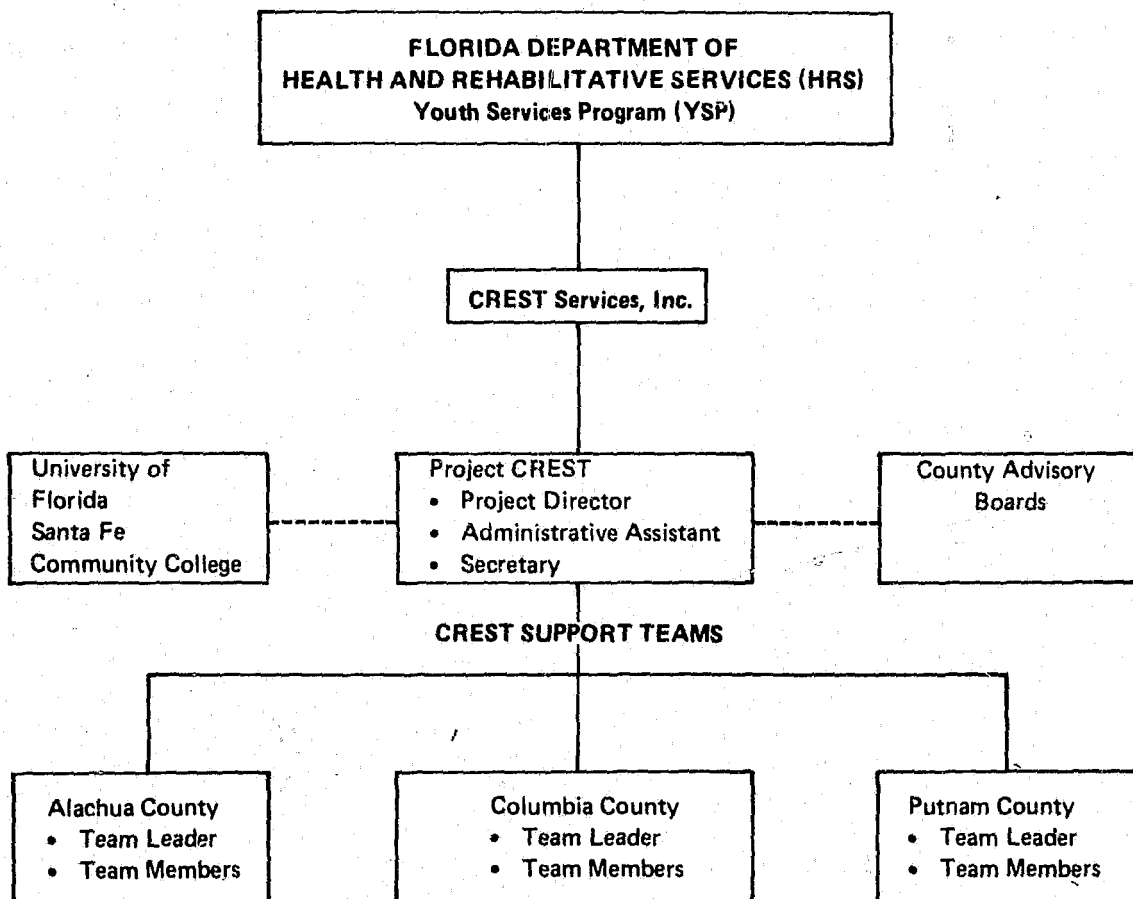 FLORIDA DEPARTMENT OF
HEALTH AND REHABILITATIVE SERVICES (HRS)
Youth Services Program (YSP)
CREST Services, Inc.
University of
Florida
Santa Fe
Community College
Project CREST
• Project Director
• Administrative Assistant
• Secretary
County Advisory
Boards
CREST SUPPORT TEAMS
Alachua County
• Team Leader
• Team Members
Columbia County
• Team Leader
• Team Members
Putnam County
• Team Leader
• Team Members